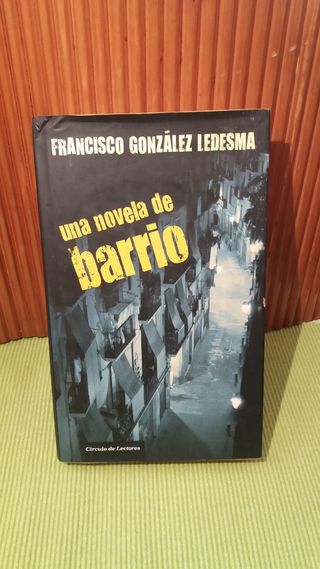 FRANCISCO GONZÁLEZ LEDESMA
una novela de
barrio
Círculo de Lectores